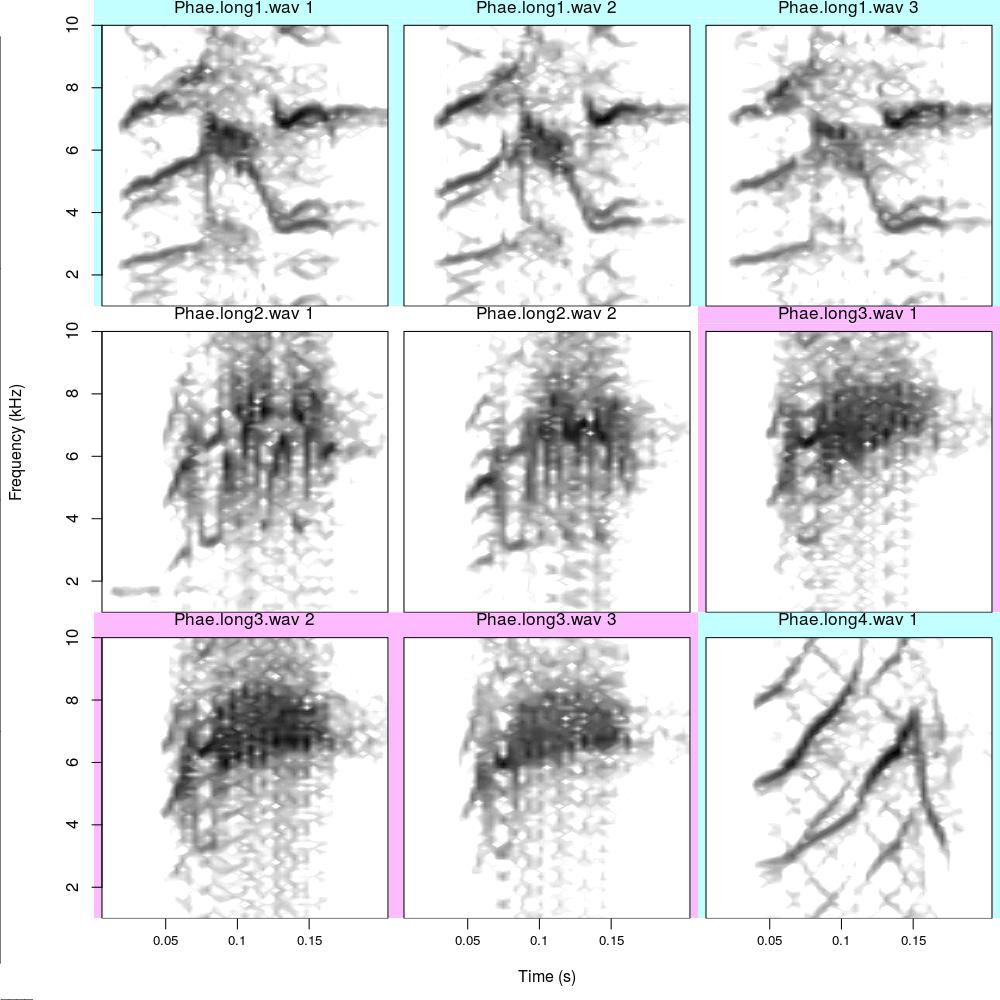 Phae.long1.wav 1
Phae.long1.wav 2
Phae.long1.wav 3
10
8
6
4
2
Phae.long2.wav 1
Phae.long2.wav 2
Phae.long3.wav 1
10
8
6
4
2
Frequency (kHz)
Phae.long3.wav 2
Phae.long3.wav 3
Phae.long4.wav 1
10
8
6
4
2
0.05 0.1 0.15
0.05 0.1 0.15
0.05 0.1 0.15
Time (s)